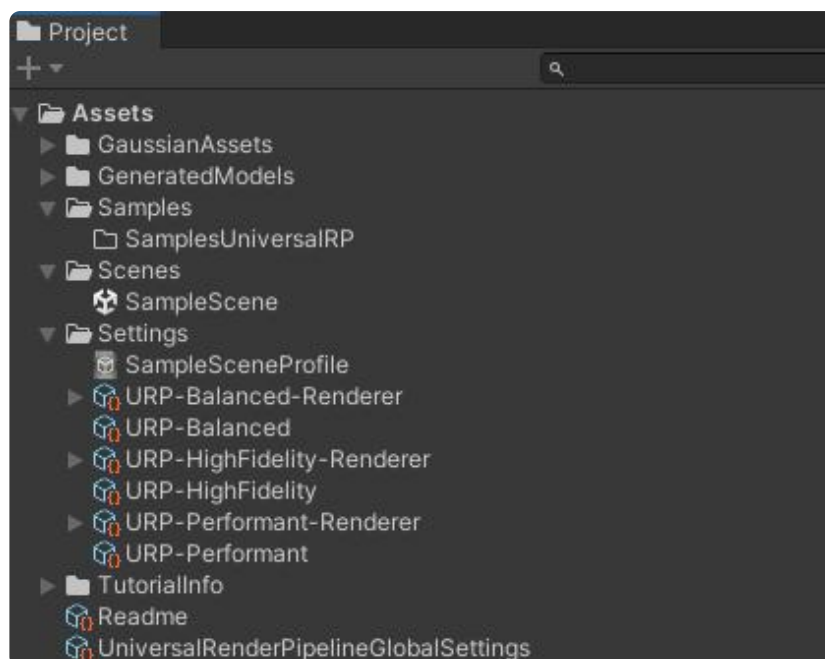 Project
Assets
GaussianAssets
GeneratedModels
Samples
SamplesUniversalRP
Scenes
SampleScene
Settings
SampleSceneProfile
URP-Balanced-Renderer
URP-Balanced
URP-HighFidelity-Renderer
URP-HighFidelity
URP-Performant-Renderer
URP-Performant
TutorialInfo
Readme
UniversalRenderPipelineGlobalSettings